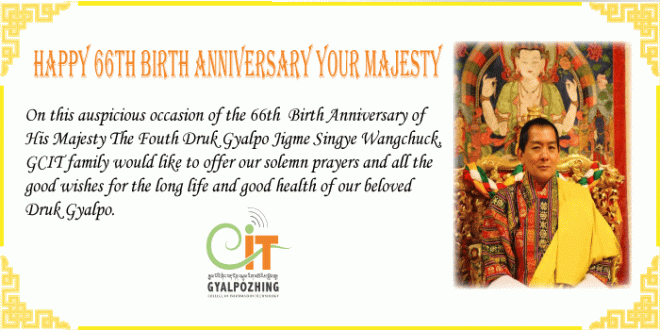 HAPPY 66TH BIRTH ANNIVERSARY YOUR MAJESTY
On this auspicious occasion of the 66th Birth Anniversary of
His Majesty The Fouth Druk Gyalpo Jigme Singye Wangchuck,
GCIT family would like to offer our solemn prayers and all the
good wishes for the long life and good health of our beloved
Druk Gyalpo.
GCIT
GYALPOZHING
COLLEGE OF INFORMATION TECHNOLOGY